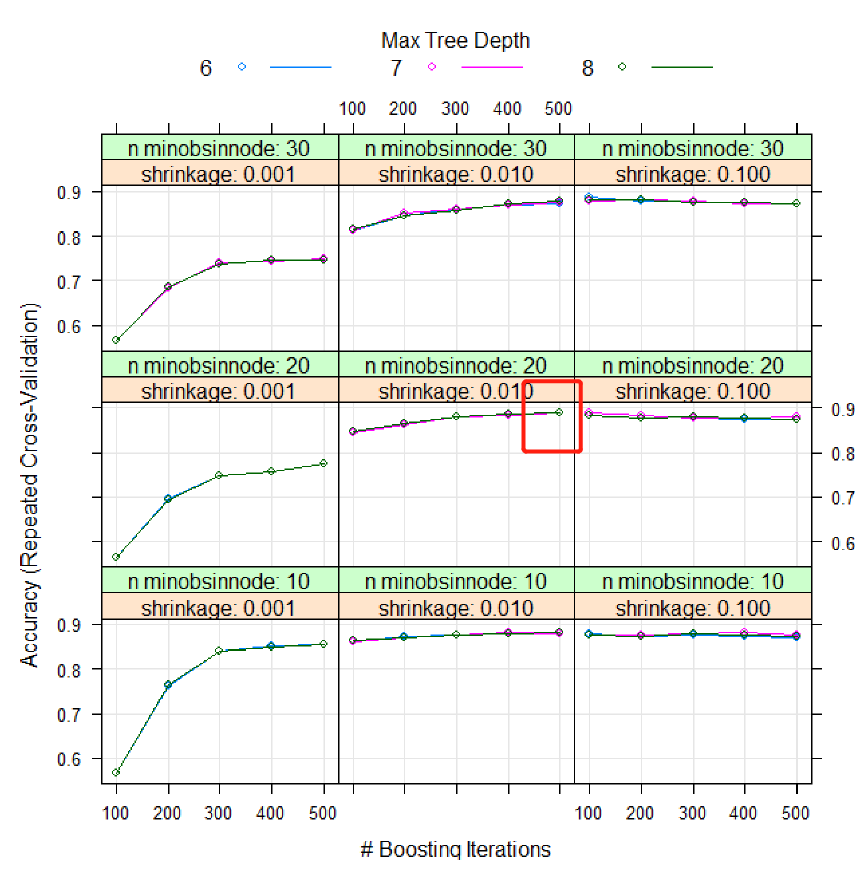 Max Tree Depth
6 7 8
100 200 300 400 500
n minobsinnode: 30 n minobsinnode: 30 n minobsinnode: 30
shrinkage: 0.001 shrinkage: 0.010 shrinkage: 0.100
0.9
0.8
0.7
0.6
n minobsinnode: 20 n minobsinnode: 20 n minobsinnode: 20
shrinkage: 0.001 shrinkage: 0.010 shrinkage: 0.100
0.9
0.8
0.7
0.6
n minobsinnode: 10 n minobsinnode: 10 n minobsinnode: 10
shrinkage: 0.001 shrinkage: 0.010 shrinkage: 0.100
0.9
0.8
0.7
0.6
100 200 300 400 500 100 200 300 400 500
# Boosting Iterations
Accuracy (Repeated Cross-Validation)